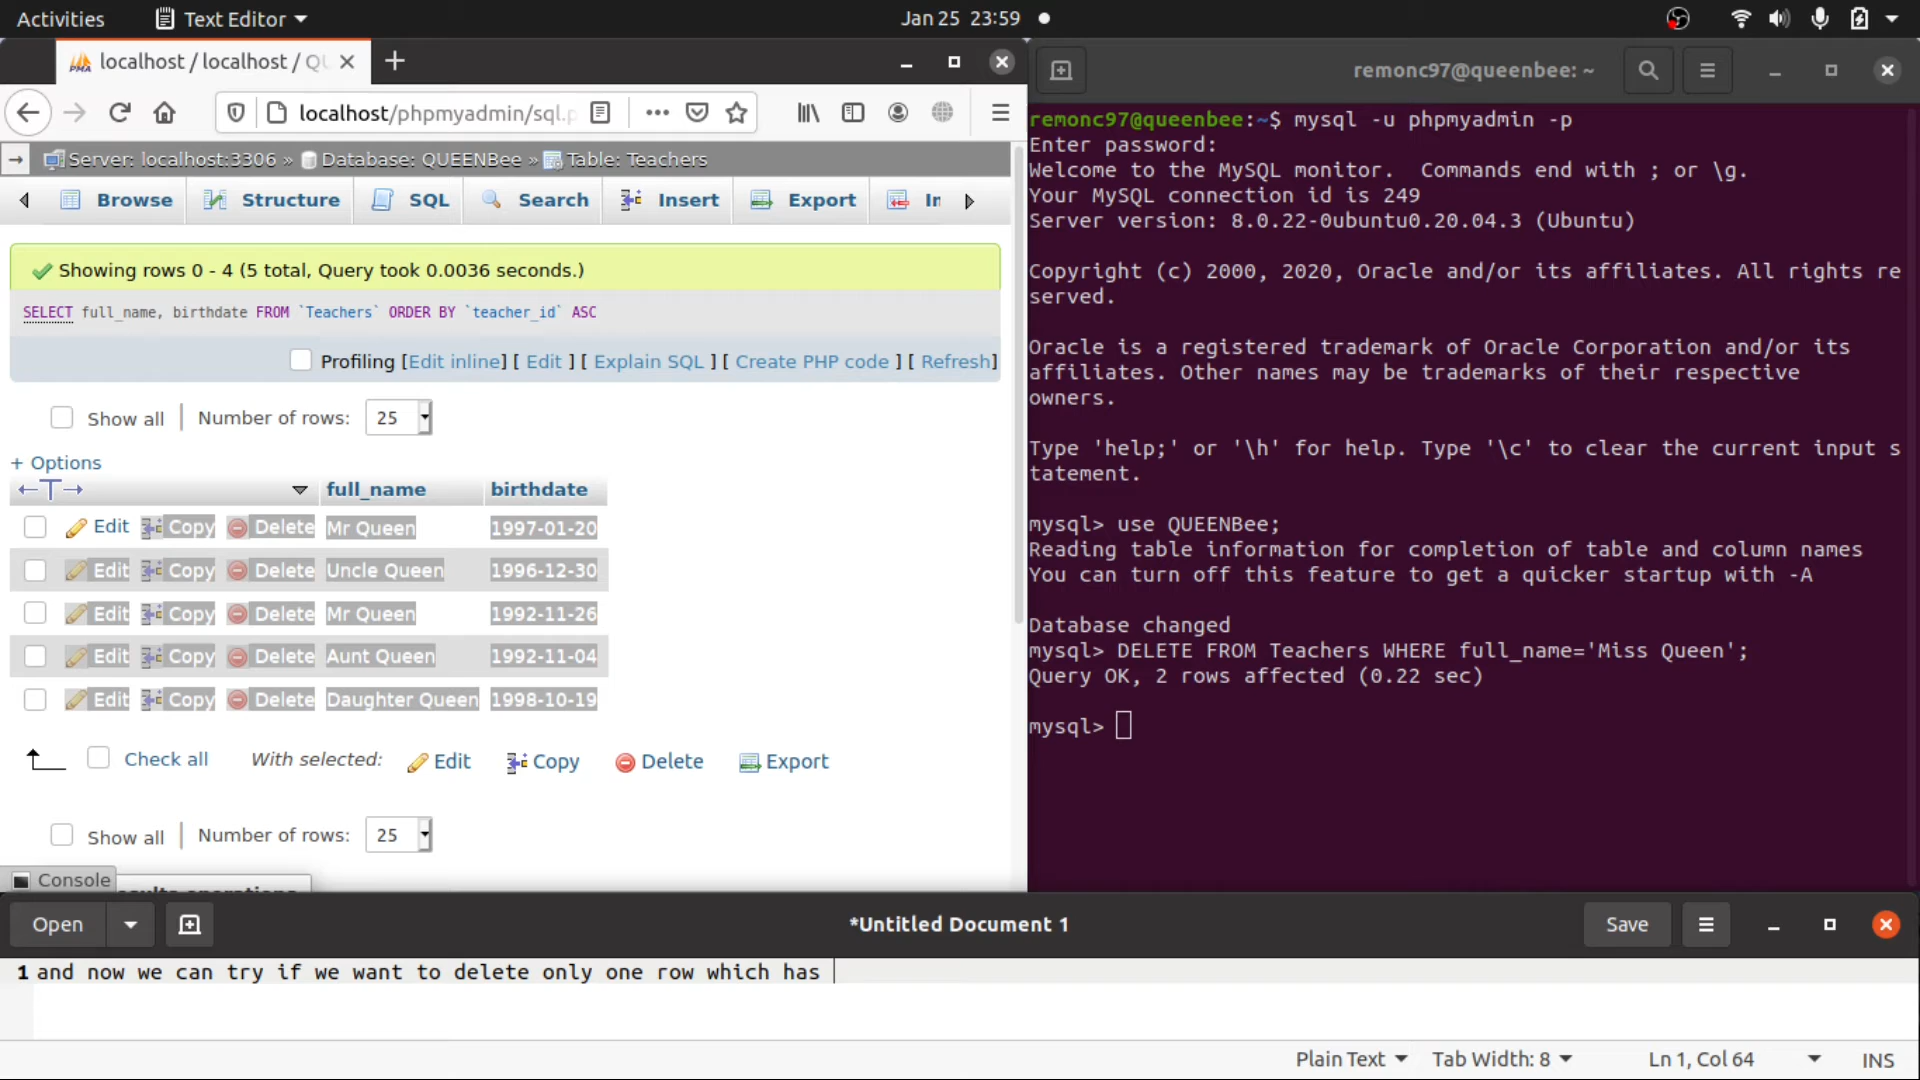 Activities Text Editor Jan 25 23:59
localhost / localhost / QU
localhost/phpmyadmin/sql.p
Server: localhost:3306 » Database: QUEENBee » Table: Teachers
Browse Structure SQL Search Insert Export
Showing rows 0 - 4 (5 total, Query took 0.0036 seconds.)
SELECT full_name, birthdate FROM `Teachers` ORDER BY `teacher_id` ASC
Profiling [Edit inline] [ Edit ] [ Explain SQL ] [ Create PHP code ] [ Refresh]
Show all Number of rows: 25
+ Options
←T→ full_name birthdate
Edit Copy Delete Mr Queen 1997-01-20
Edit Copy Delete Uncle Queen 1996-12-30
Edit Copy Delete Mr Queen 1992-11-26
Edit Copy Delete Aunt Queen 1992-11-04
Edit Copy Delete Daughter Queen 1998-10-19
Check all With selected: Edit Copy Delete Export
Show all Number of rows: 25
Console
remonc97@queenbee: ~
remonc97@queenbee:~$ mysql -u phpmyadmin -p
Enter password:
Welcome to the MySQL monitor.  Commands end with ; or \g.
Your MySQL connection id is 249
Server version: 8.0.22-0ubuntu0.20.04.3 (Ubuntu)
Copyright (c) 2000, 2020, Oracle and/or its affiliates. All rights re
served.
Oracle is a registered trademark of Oracle Corporation and/or its
affiliates. Other names may be trademarks of their respective
owners.
Type 'help;' or '\h' for help. Type '\c' to clear the current input s
tatement.
mysql> use QUEENBee;
Reading table information for completion of table and column names
You can turn off this feature to get a quicker startup with -A
Database changed
mysql> DELETE FROM Teachers WHERE full_name='Miss Queen';
Query OK, 2 rows affected (0.22 sec)
mysql>
Open *Untitled Document 1 Save
1 and now we can try if we want to delete only one row which has
Plain Text Tab Width: 8 Ln 1, Col 64 INS